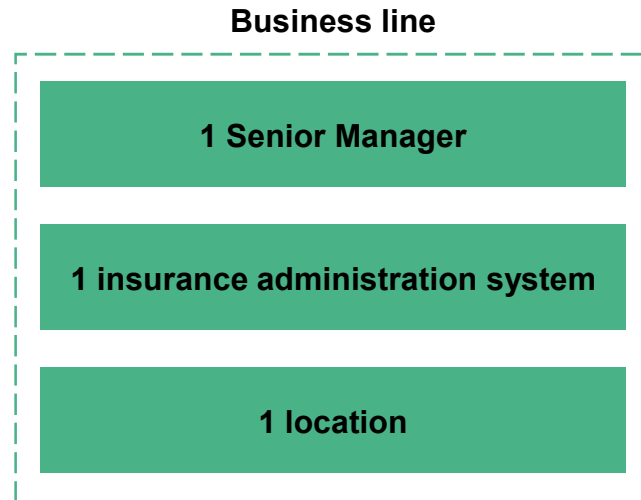 Business line
1 Senior Manager
1 insurance administration system
1 location